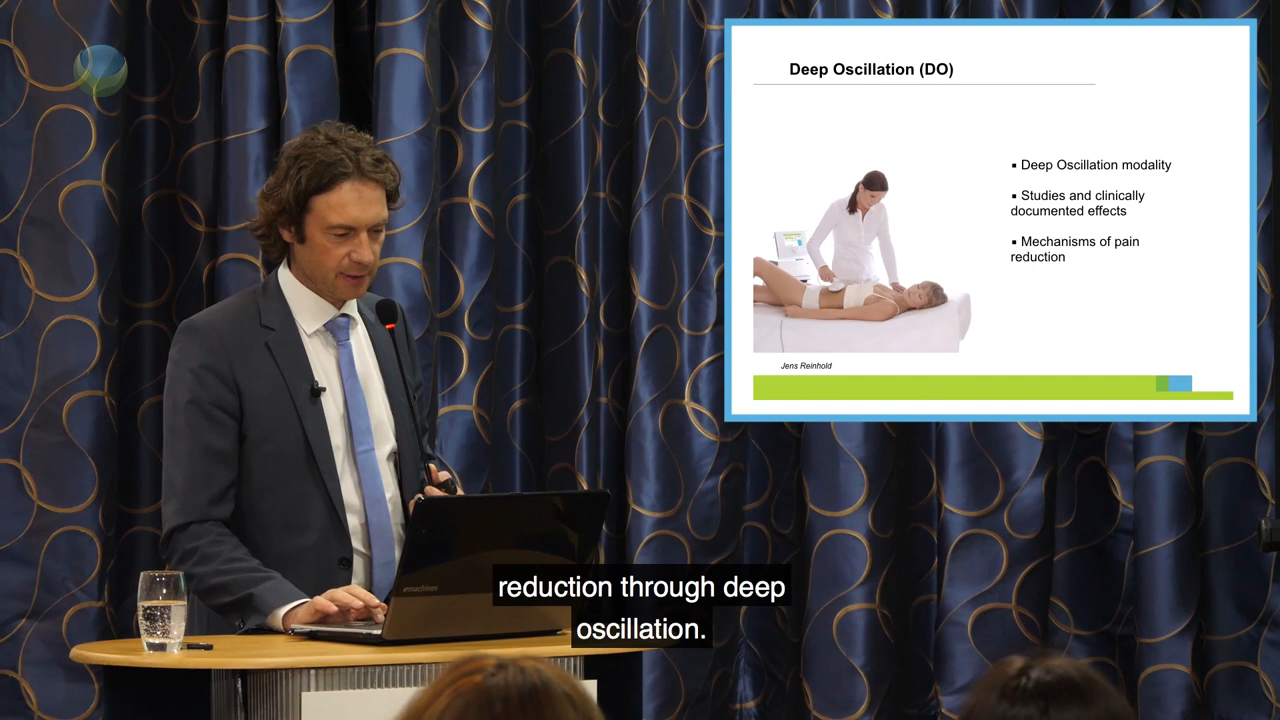 Deep Oscillation (DO)
▪ Deep Oscillation modality
▪ Studies and clinically
documented effects
▪ Mechanisms of pain
reduction
Jens Reinhold
emachines
reduction through deep
oscillation.